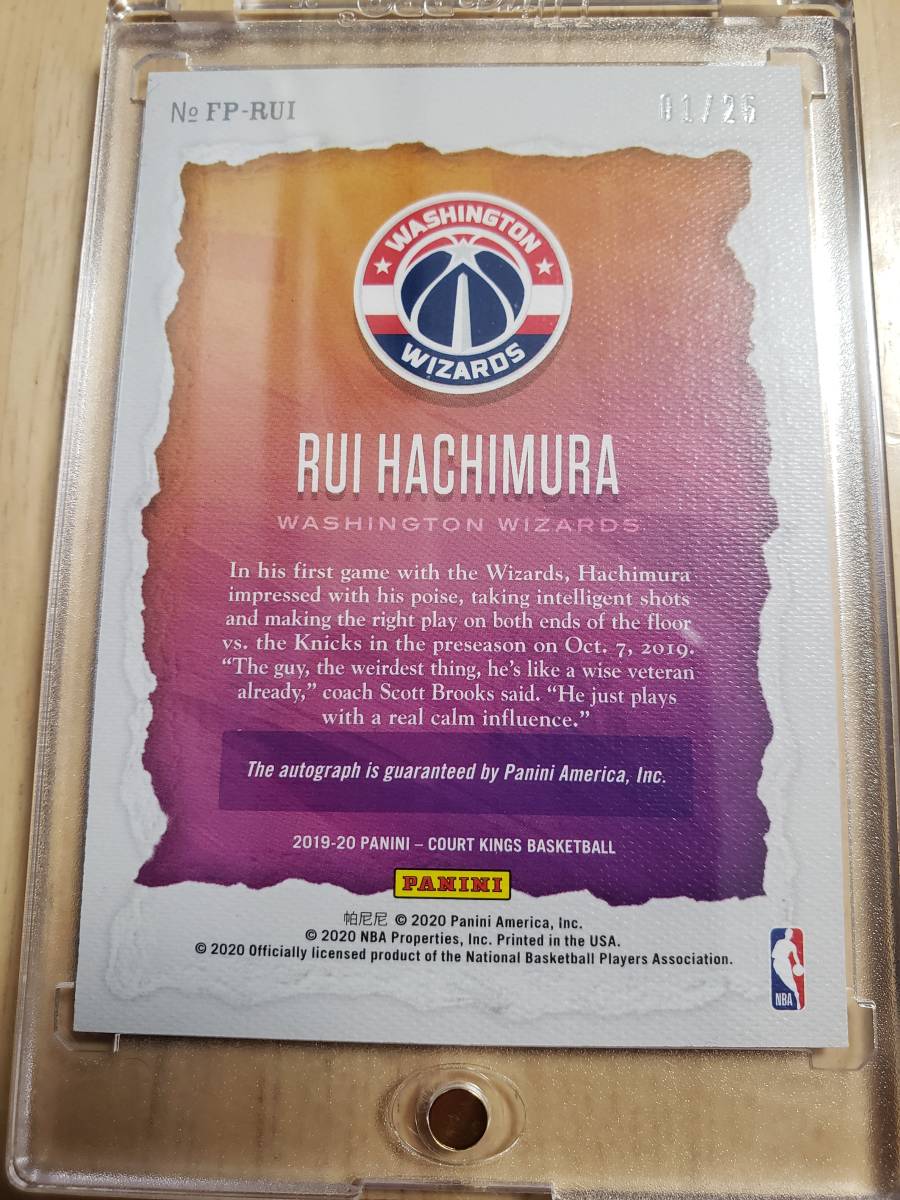 № FP-RUI
01/25
WASHINGTON
WIZARDS
RUI HACHIMURA
WASHINGTON WIZARDS
In his first game with the Wizards, Hachimura
impressed with his poise, taking intelligent shots
and making the right play on both ends of the floor
vs. the Knicks in the preseason on Oct. 7, 2019.
“The guy, the weirdest thing, he’s like a wise veteran
already,” coach Scott Brooks said. “He just plays
with a real calm influence.”
The autograph is guaranteed by Panini America, Inc.
2019-20 PANINI – COURT KINGS BASKETBALL
PANINI
帕尼尼 © 2020 Panini America, Inc.
© 2020 NBA Properties, Inc. Printed in the USA.
© 2020 Officially licensed product of the National Basketball Players Association.
NBA